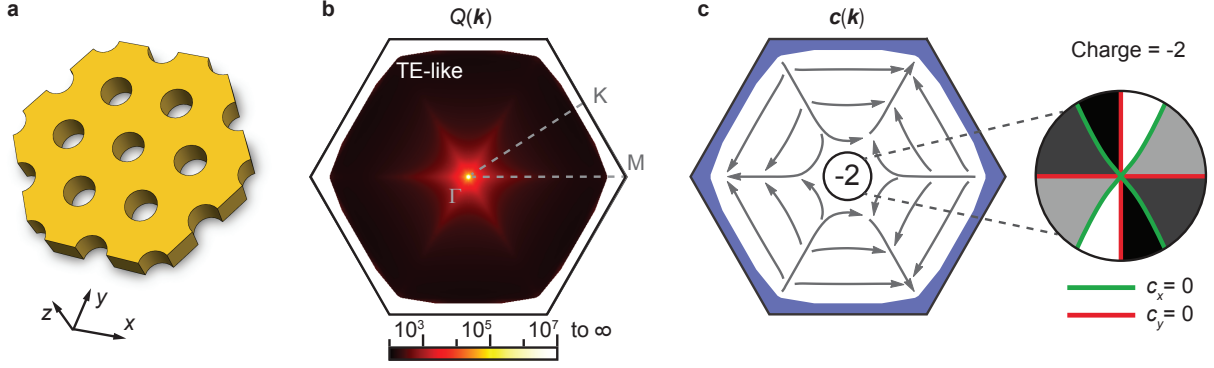 a
z
y
x
b
Q(k)
TE-like
K
M
Γ
10³ 10⁵ 10⁷ to ∞
c
c(k)
-2
Charge = -2
cₓ= 0
c_y= 0